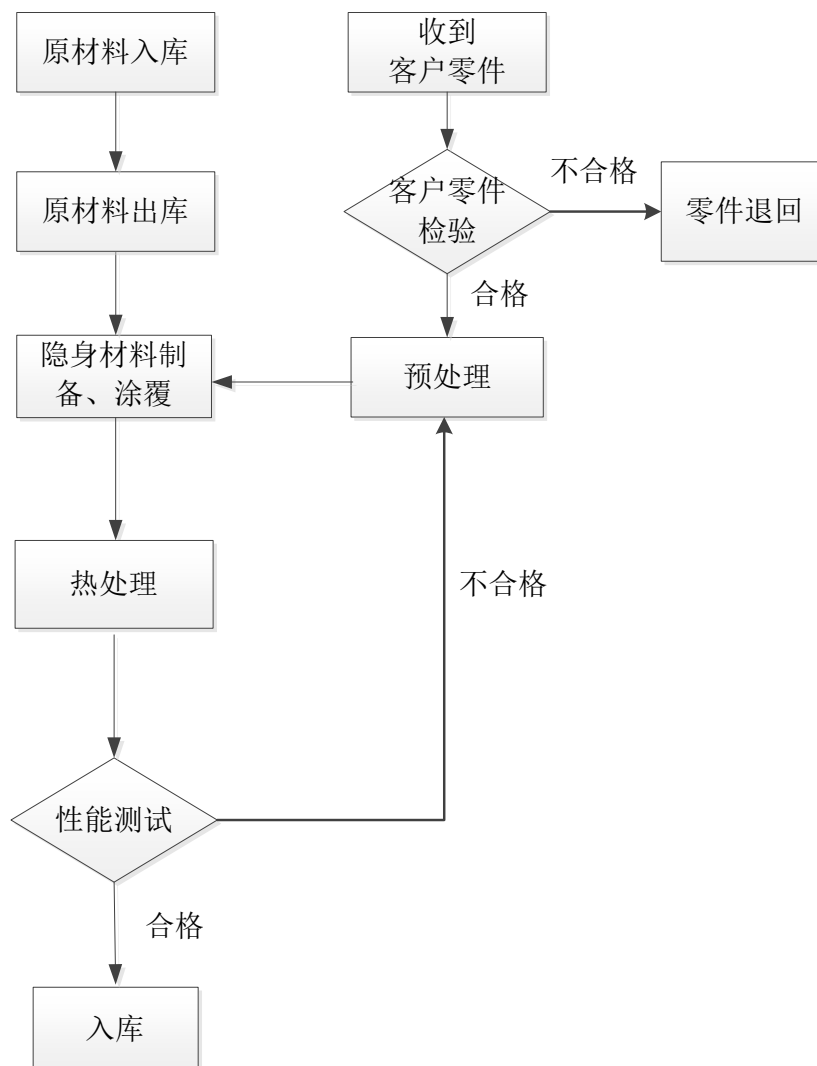 原材料入库
收到
客户零件
原材料出库
客户零件
检验
不合格
零件退回
合格
隐身材料制
备、涂覆
预处理
热处理
不合格
性能测试
合格
入库